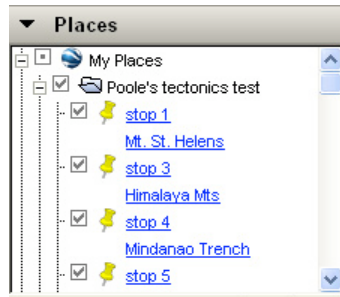 Places
My Places
Poole's tectonics test
stop 1
Mt. St. Helens
stop 3
Himalaya Mts
stop 4
Mindanao Trench
stop 5